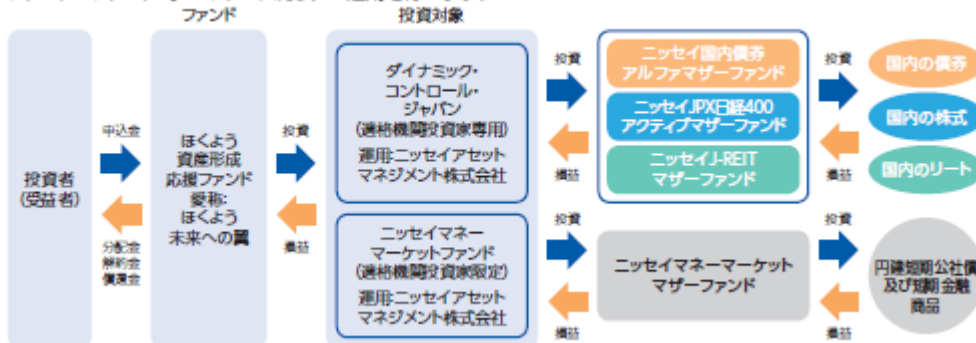 ファンド
投資対象
投資者
(受益者)
申込金
分配金
解約金
償還金
ほくよう
資産形成
応援ファンド
愛称:
ほくよう
未来への翼
投資
損益
ダイナミック・
コントロール・
ジャパン
(適格機関投資家専用)
運用:ニッセイアセット
マネジメント株式会社
ニッセイマネー
マーケットファンド
(適格機関投資家限定)
運用:ニッセイアセット
マネジメント株式会社
投資
損益
ニッセイ国内債券
アルファマザーファンド
ニッセイJPX日経400
アクティブマザーファンド
ニッセイJ-REIT
マザーファンド
投資
損益
国内の債券
国内の株式
国内のリート
投資
損益
ニッセイマネーマーケット
マザーファンド
投資
損益
円建短期公社債
及び短期金融
商品